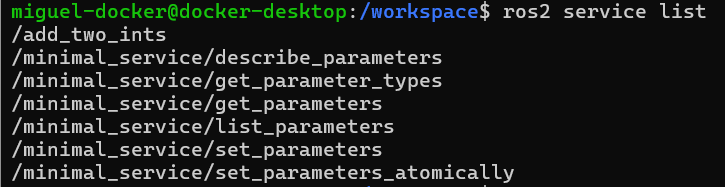 miguel-docker@docker-desktop:/workspace$ ros2 service list
/add_two_ints
/minimal_service/describe_parameters
/minimal_service/get_parameter_types
/minimal_service/get_parameters
/minimal_service/list_parameters
/minimal_service/set_parameters
/minimal_service/set_parameters_atomically